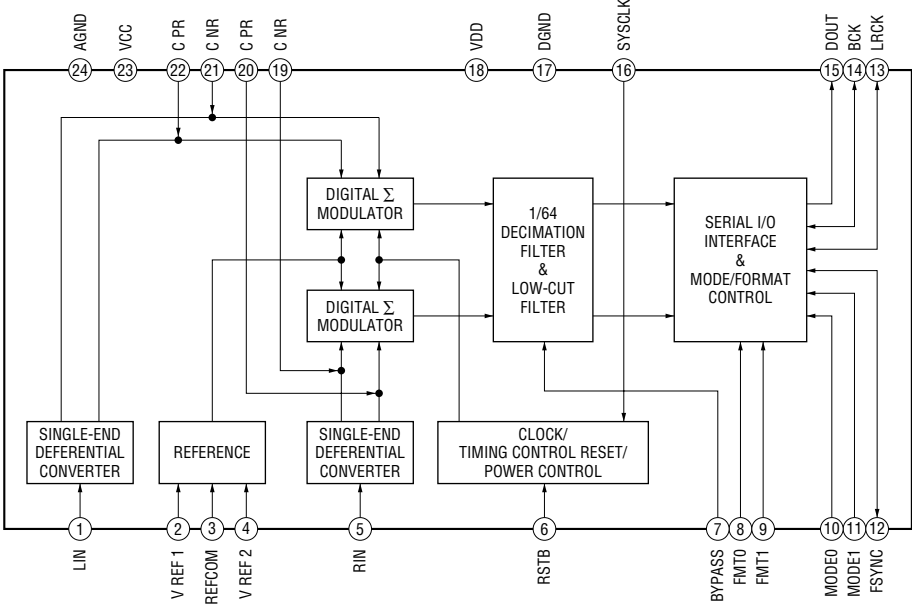 AGND
VCC
C PR
C NR
C PR
C NR
VDD
DGND
SYSCLK
DOUT
BCK
LRCK
24
23
22
21
20
19
18
17
16
15
14
13
DIGITAL Σ
MODULATOR
1/64
DECIMATION
FILTER
&
LOW-CUT
FILTER
SERIAL I/O
INTERFACE
&
MODE/FORMAT
CONTROL
DIGITAL Σ
MODULATOR
SINGLE-END
DEFERENTIAL
CONVERTER
REFERENCE
SINGLE-END
DEFERENTIAL
CONVERTER
CLOCK/
TIMING CONTROL RESET/
POWER CONTROL
1
2
3
4
5
6
7
8
9
10
11
12
LIN
V REF 1
REFCOM
V REF 2
RIN
RSTB
BYPASS
FMT0
FMT1
MODE0
MODE1
FSYNC